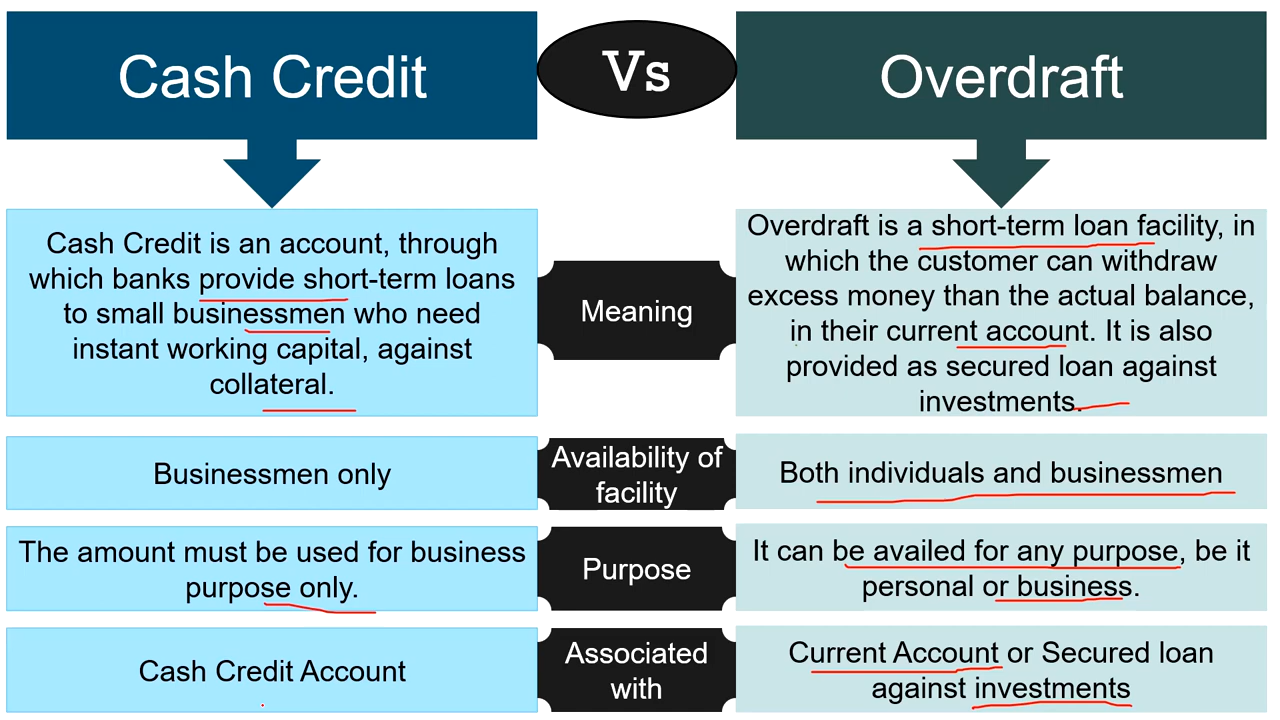 Cash Credit
Vs
Overdraft
Cash Credit is an account, through
which banks provide short-term loans
to small businessmen who need
instant working capital, against
collateral.
Meaning
Overdraft is a short-term loan facility, in
which the customer can withdraw
excess money than the actual balance,
in their current account. It is also
provided as secured loan against
investments.
Businessmen only
Availability of
facility
Both individuals and businessmen
The amount must be used for business
purpose only.
Purpose
It can be availed for any purpose, be it
personal or business.
Cash Credit Account
Associated
with
Current Account or Secured loan
against investments